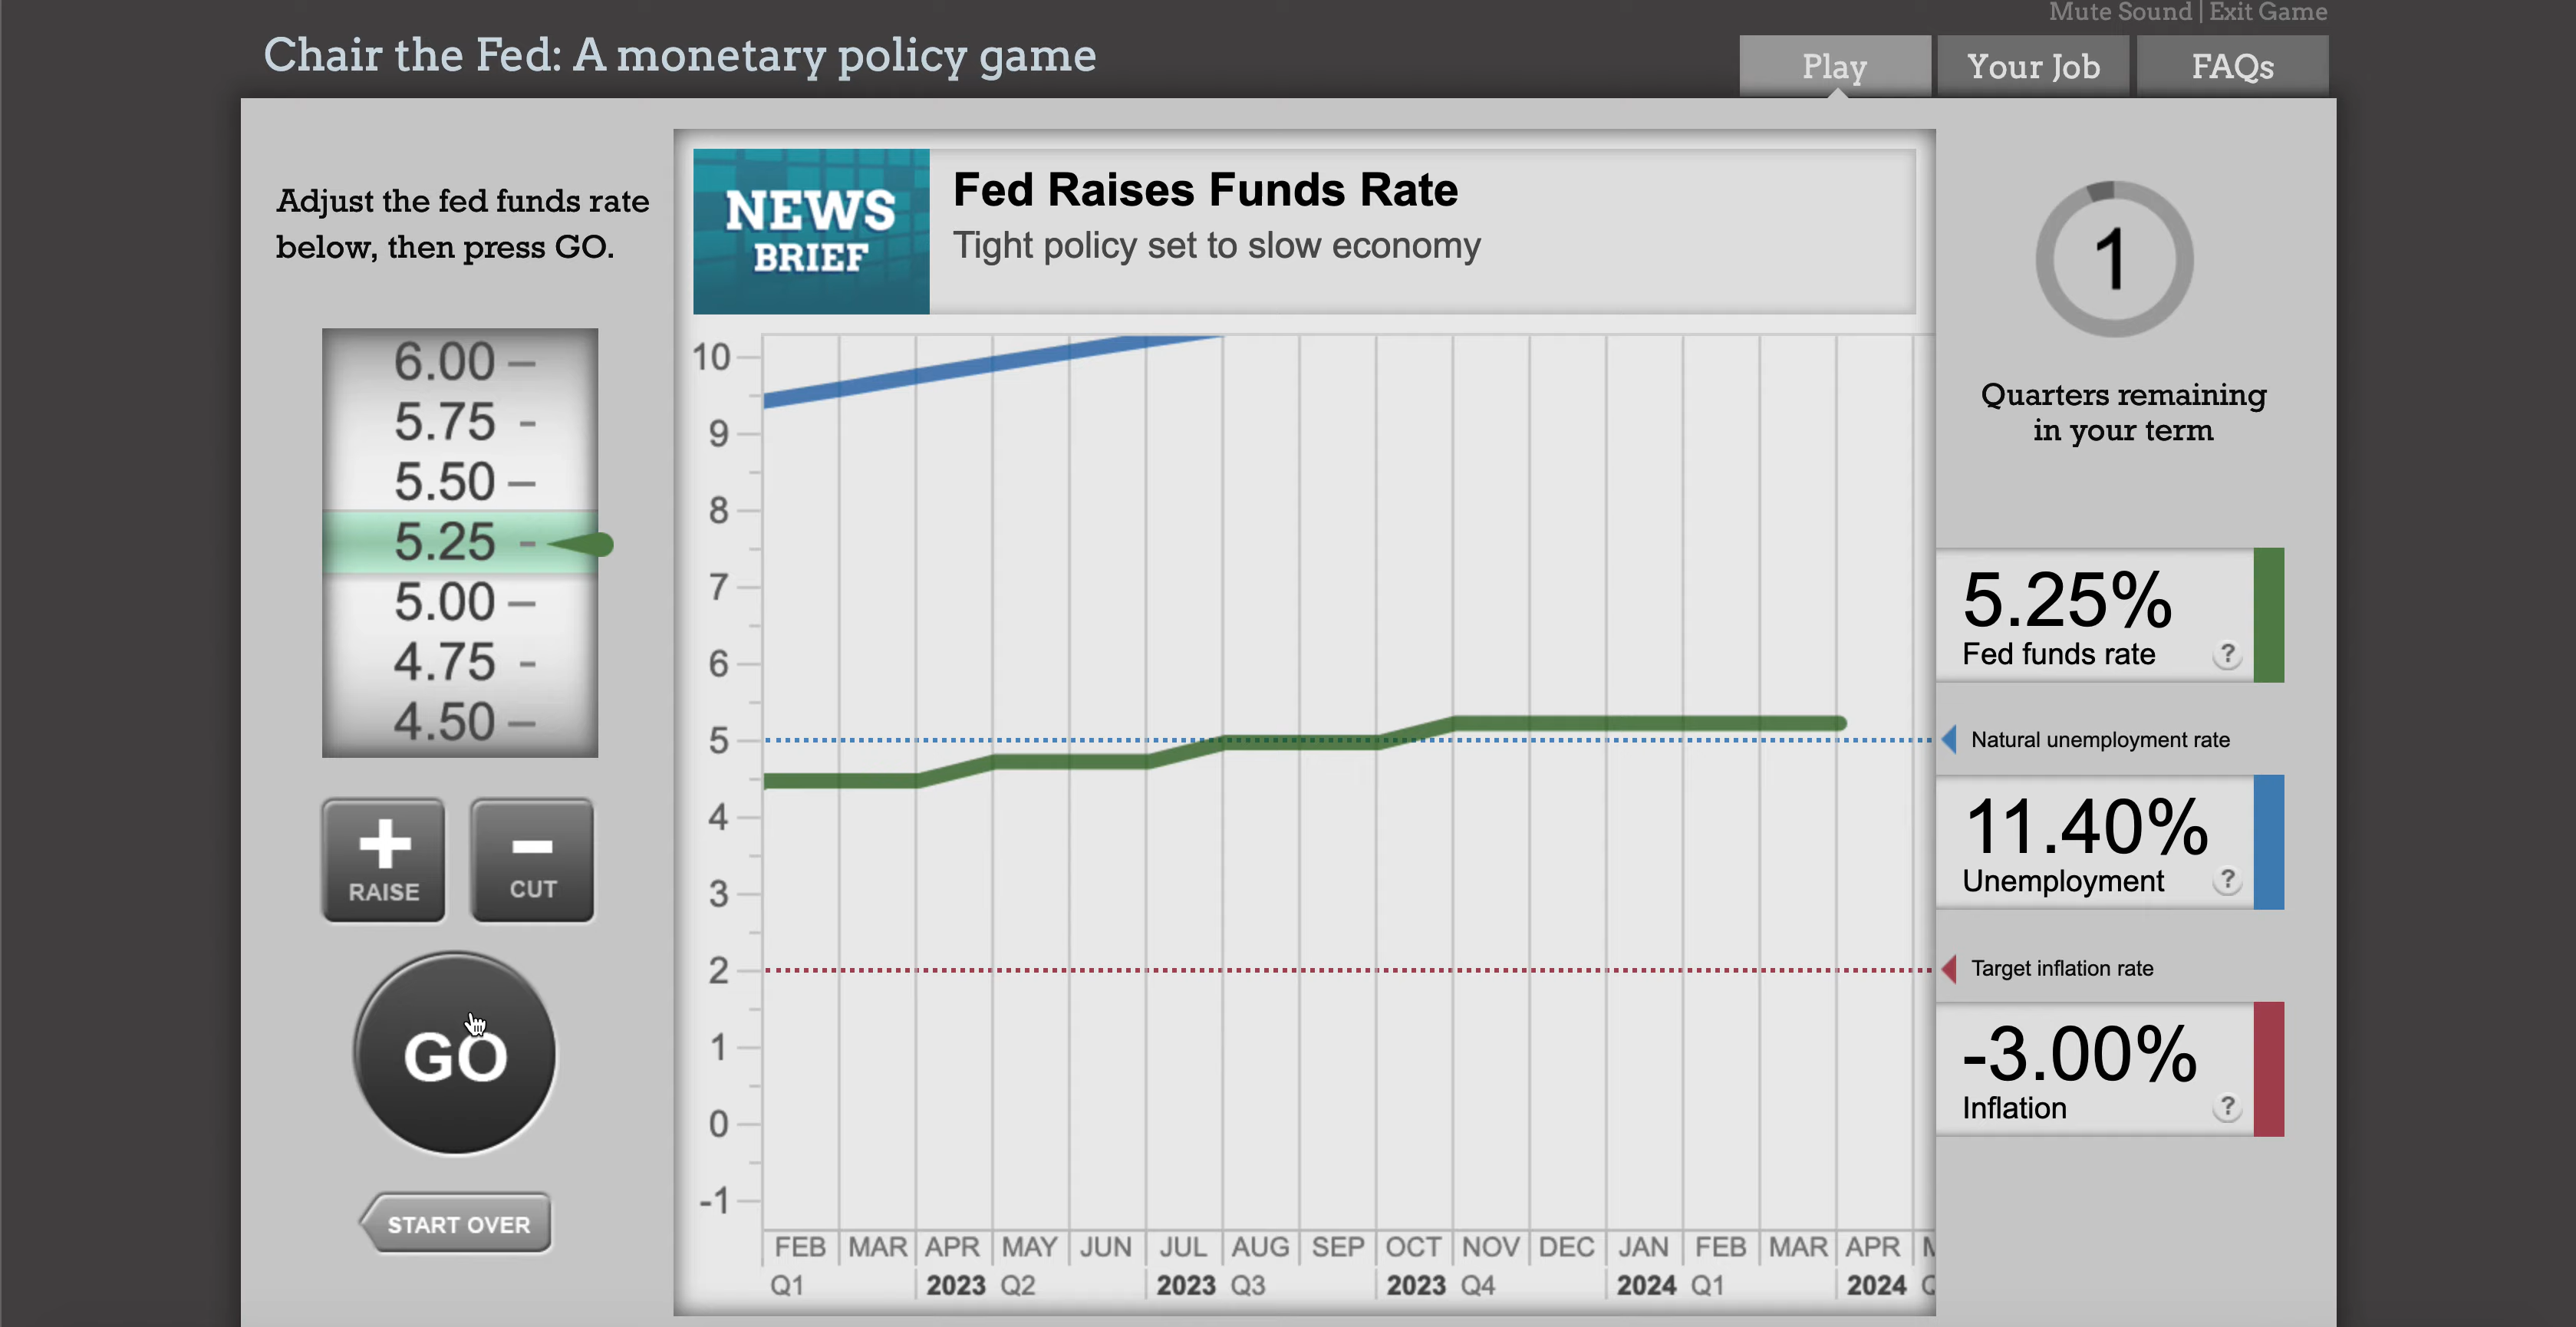 Mute Sound | Exit Game
Chair the Fed: A monetary policy game
Play
Your Job
FAQs
Adjust the fed funds rate
below, then press GO.
6.00
5.75
5.50
5.25
5.00
4.75
4.50
+
RAISE
-
CUT
GO
START OVER
NEWS
BRIEF
Fed Raises Funds Rate
Tight policy set to slow economy
10
9
8
7
6
5
4
3
2
1
0
-1
FEB MAR APR MAY JUN JUL AUG SEP OCT NOV DEC JAN FEB MAR APR
Q1 2023 Q2 2023 Q3 2023 Q4 2024 Q1 2024
1
Quarters remaining
in your term
5.25%
Fed funds rate ?
Natural unemployment rate
11.40%
Unemployment ?
Target inflation rate
-3.00%
Inflation ?